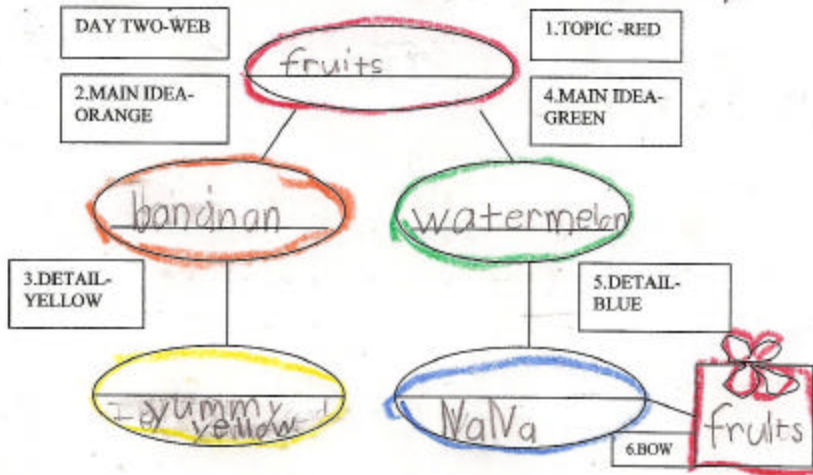 DAY TWO-WEB
fruits
1.TOPIC -RED
2.MAIN IDEA-
ORANGE
4.MAIN IDEA-
GREEN
bananan
watermelon
3.DETAIL-
YELLOW
5.DETAIL-
BLUE
yummy
yellow
NaNa
6.BOW
fruits